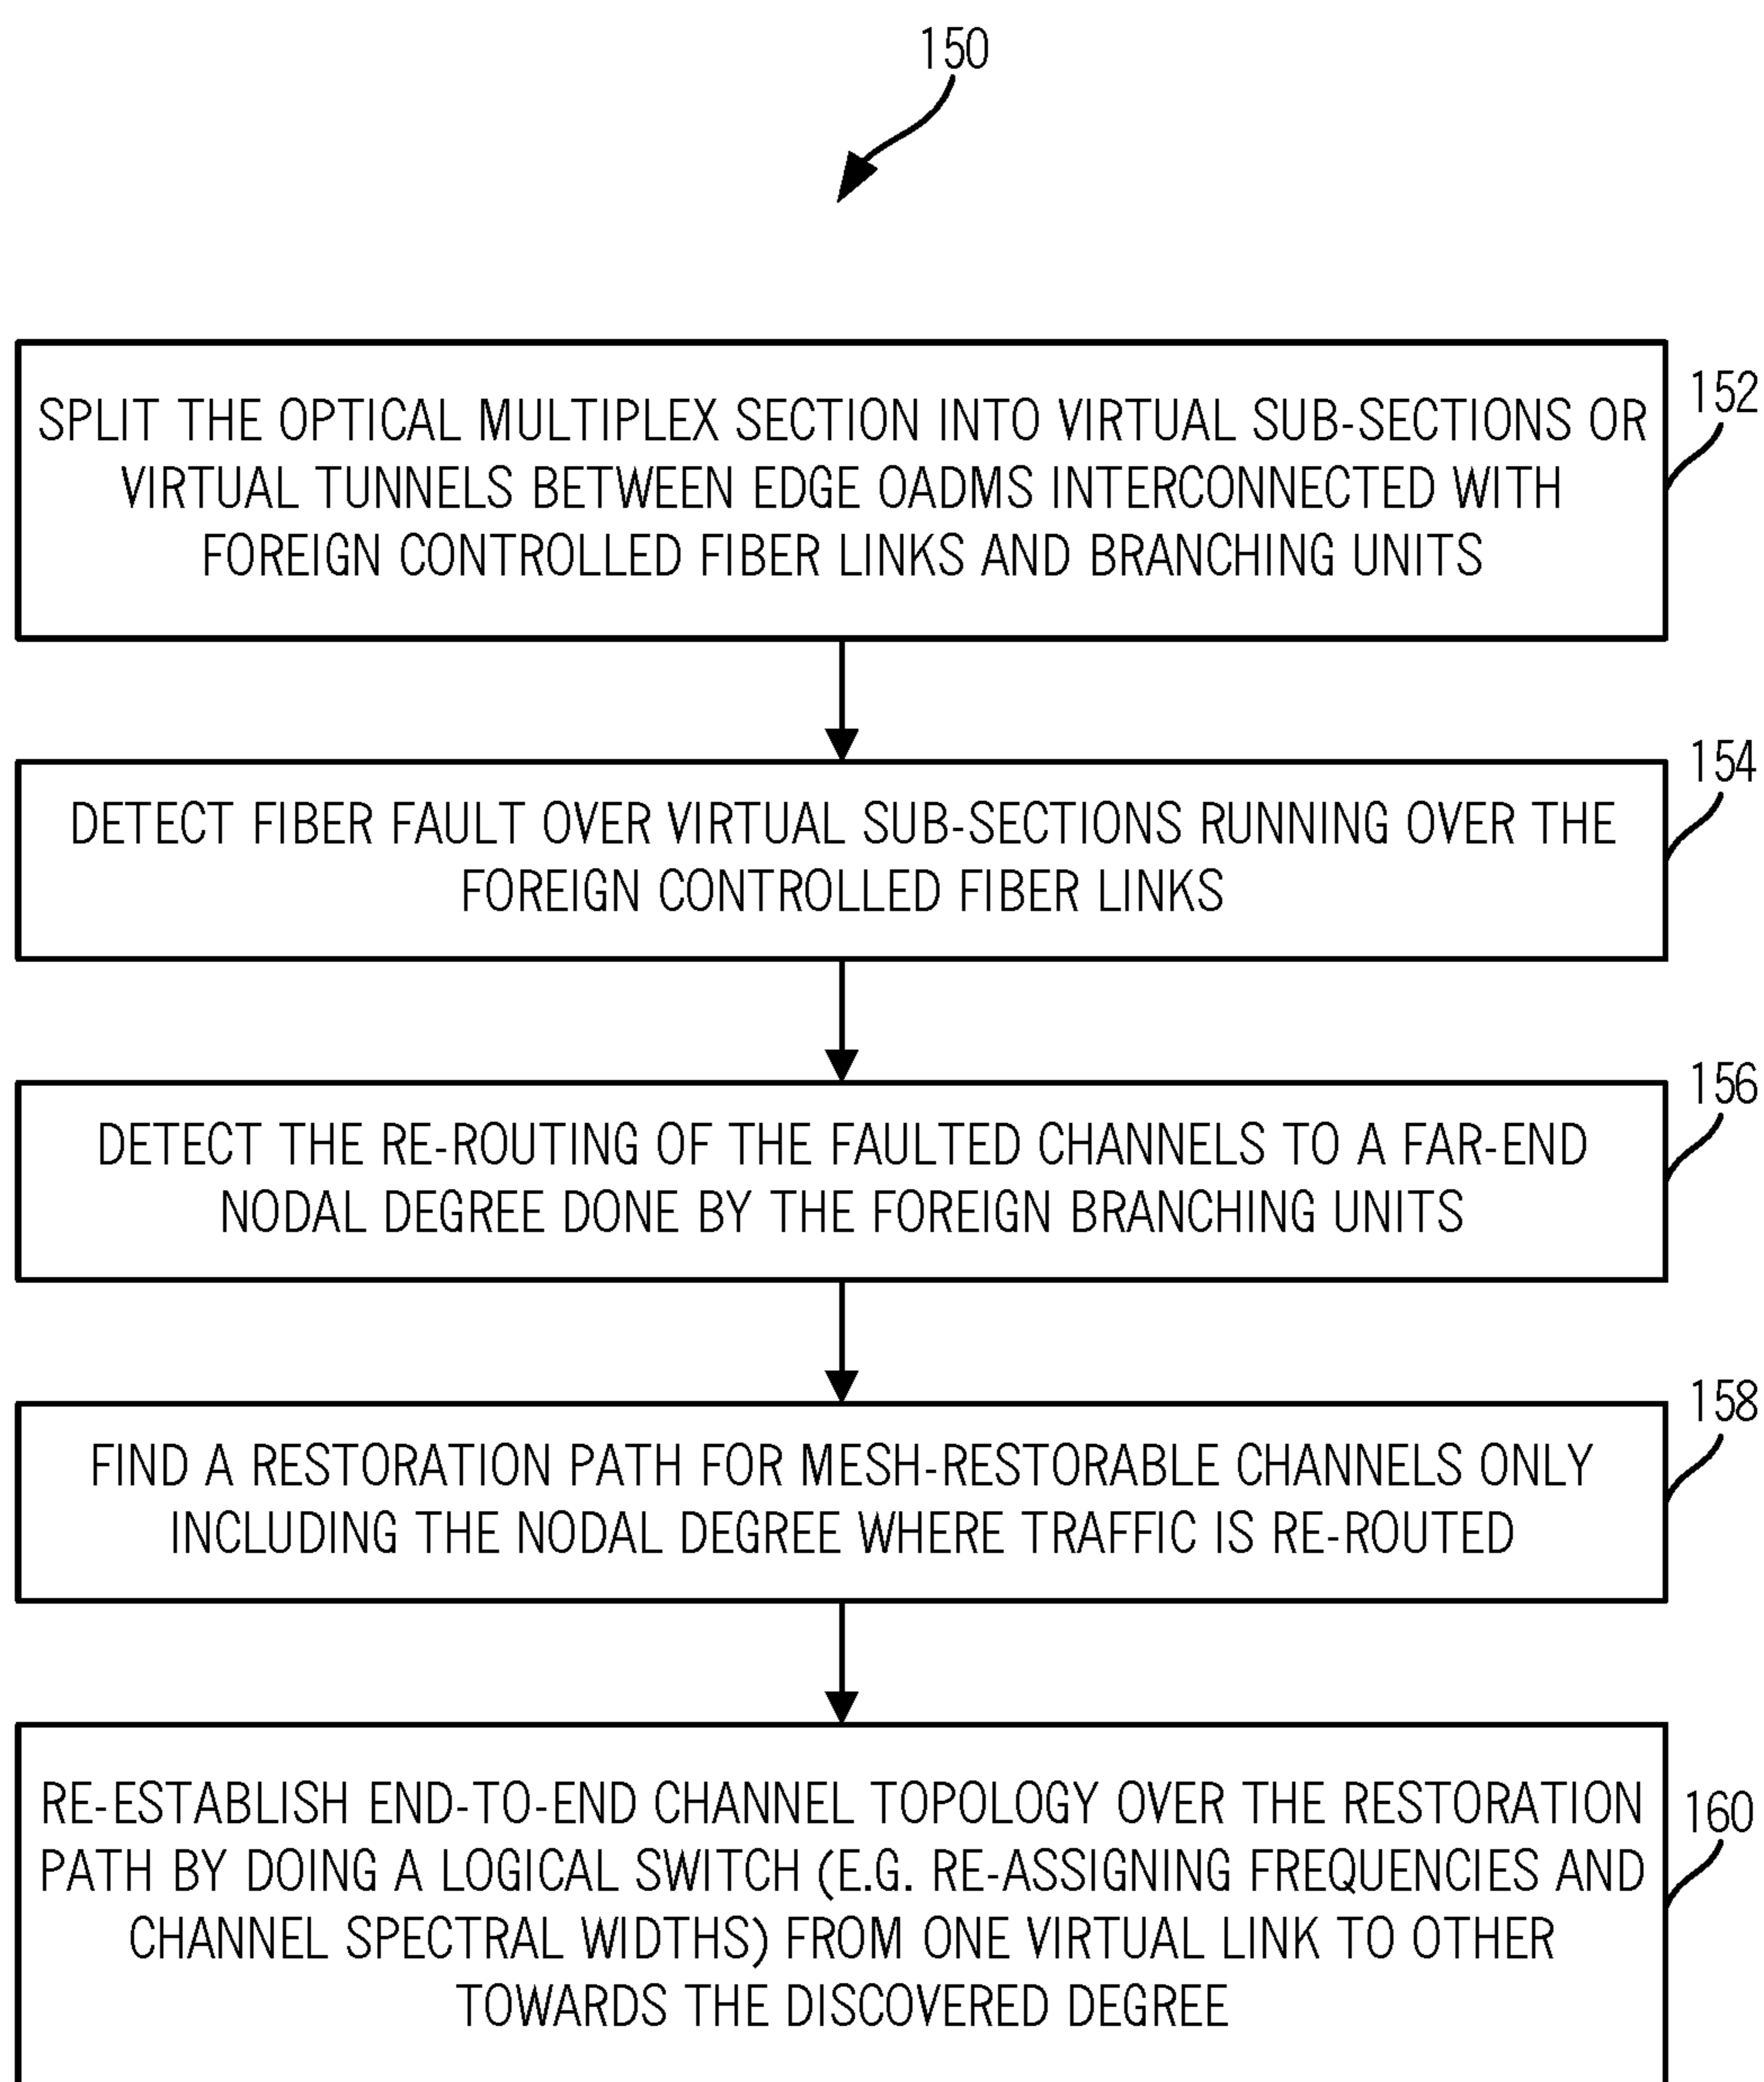 150
152
SPLIT THE OPTICAL MULTIPLEX SECTION INTO VIRTUAL SUB-SECTIONS OR
VIRTUAL TUNNELS BETWEEN EDGE OADMS INTERCONNECTED WITH
FOREIGN CONTROLLED FIBER LINKS AND BRANCHING UNITS
154
DETECT FIBER FAULT OVER VIRTUAL SUB-SECTIONS RUNNING OVER THE
FOREIGN CONTROLLED FIBER LINKS
156
DETECT THE RE-ROUTING OF THE FAULTED CHANNELS TO A FAR-END
NODAL DEGREE DONE BY THE FOREIGN BRANCHING UNITS
158
FIND A RESTORATION PATH FOR MESH-RESTORABLE CHANNELS ONLY
INCLUDING THE NODAL DEGREE WHERE TRAFFIC IS RE-ROUTED
160
RE-ESTABLISH END-TO-END CHANNEL TOPOLOGY OVER THE RESTORATION
PATH BY DOING A LOGICAL SWITCH (E.G. RE-ASSIGNING FREQUENCIES AND
CHANNEL SPECTRAL WIDTHS) FROM ONE VIRTUAL LINK TO OTHER
TOWARDS THE DISCOVERED DEGREE